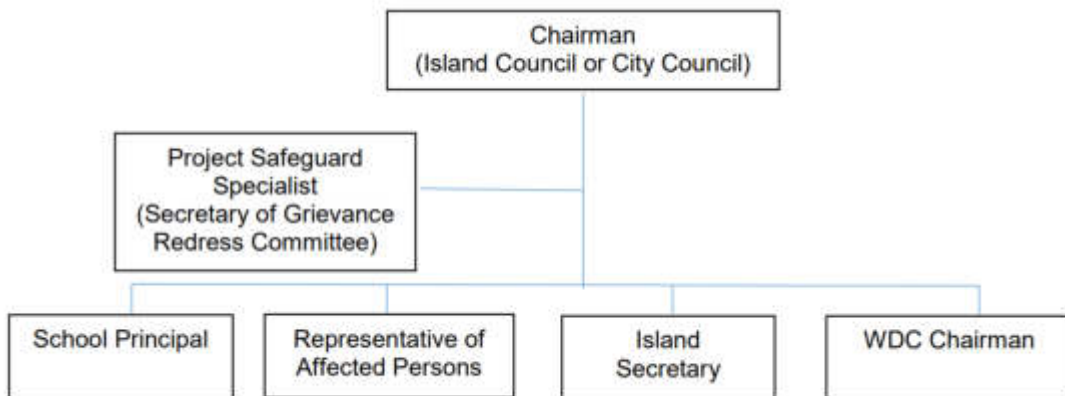 Chairman
(Island Council or City Council)
Project Safeguard
Specialist
(Secretary of Grievance
Redress Committee)
School Principal
Representative of
Affected Persons
Island
Secretary
WDC Chairman